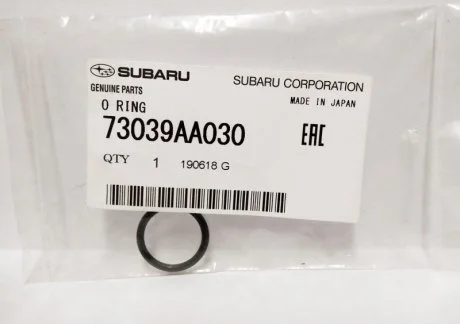 SUBARU
SUBARU CORPORATION
GENUINE PARTS
MADE IN JAPAN
O RING
73039AA030
EAC
QTY 1 190618 G